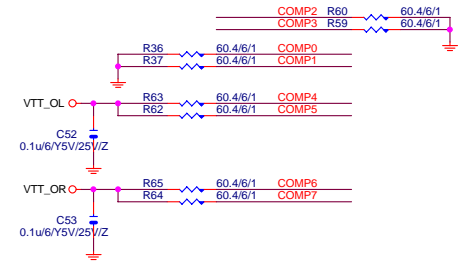 COMP2 R60 60.4/6/1
COMP3 R59 60.4/6/1
R36 60.4/6/1 COMP0
R37 60.4/6/1 COMP1
VTT_OL R63 60.4/6/1 COMP4
R62 60.4/6/1 COMP5
C52
0.1u/6/Y5V/25V/Z
VTT_OR R65 60.4/6/1 COMP6
R64 60.4/6/1 COMP7
C53
0.1u/6/Y5V/25V/Z